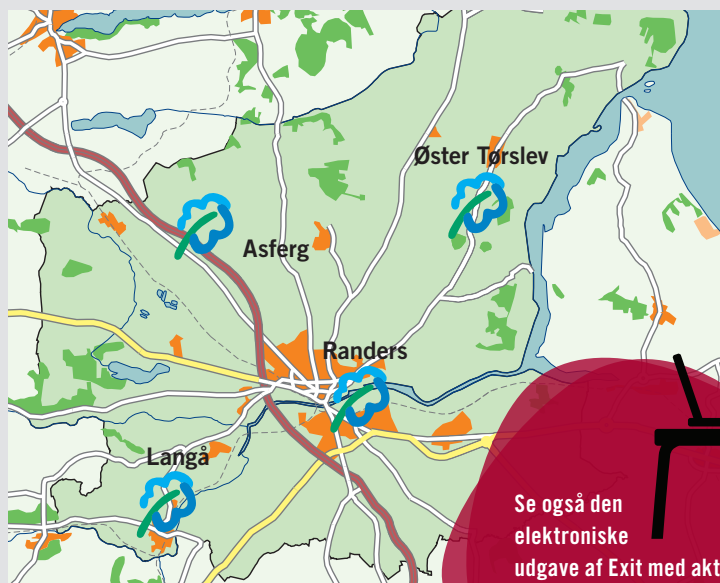 Øster Tørslev
Asferg
Randers
Langå
Se også den
elektroniske
udgave af Exit med akt